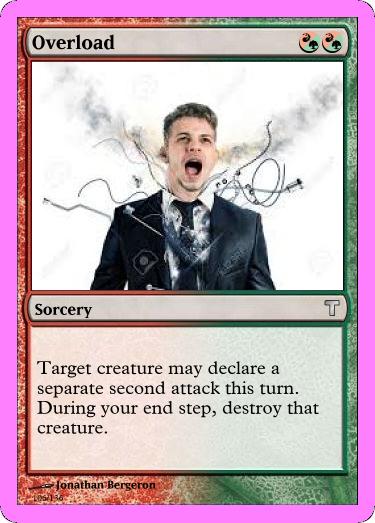 Overload
Sorcery
T
Target creature may declare a
separate second attack this turn.
During your end step, destroy that
creature.
Jonathan Bergeron